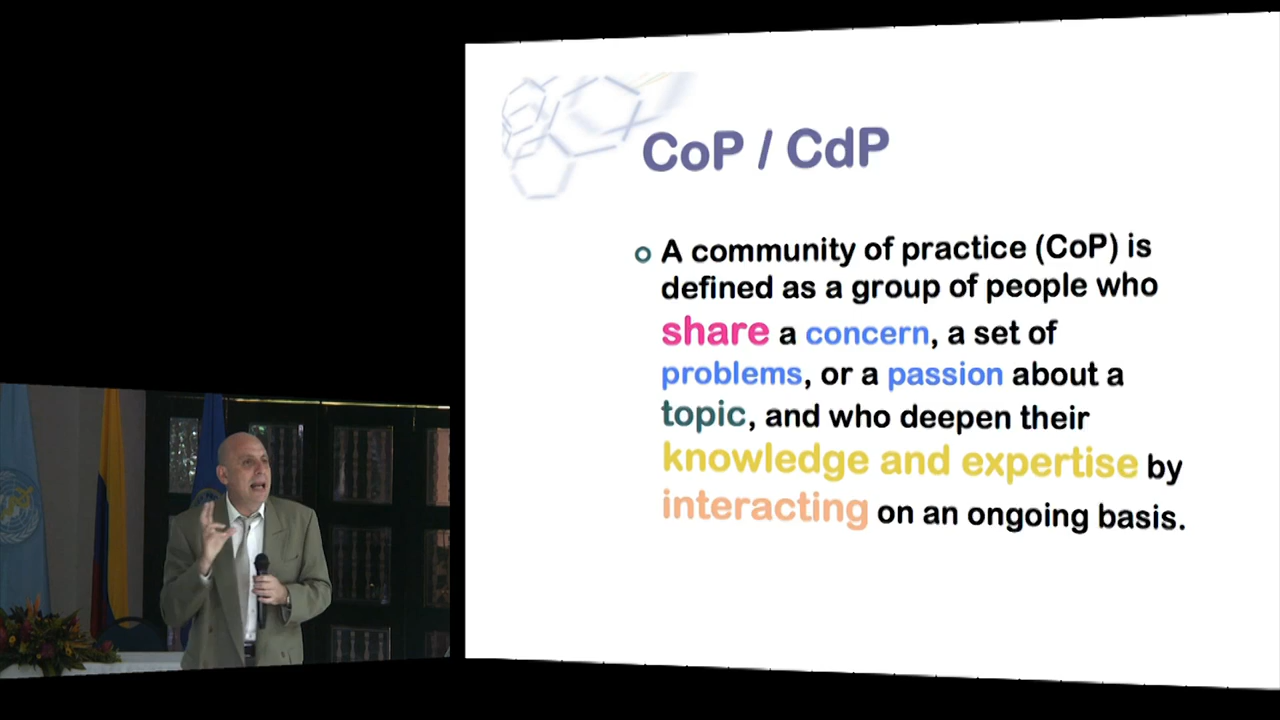 CoP / CdP
A community of practice (CoP) is
defined as a group of people who
share a concern, a set of
problems, or a passion about a
topic, and who deepen their
knowledge and expertise by
interacting on an ongoing basis.